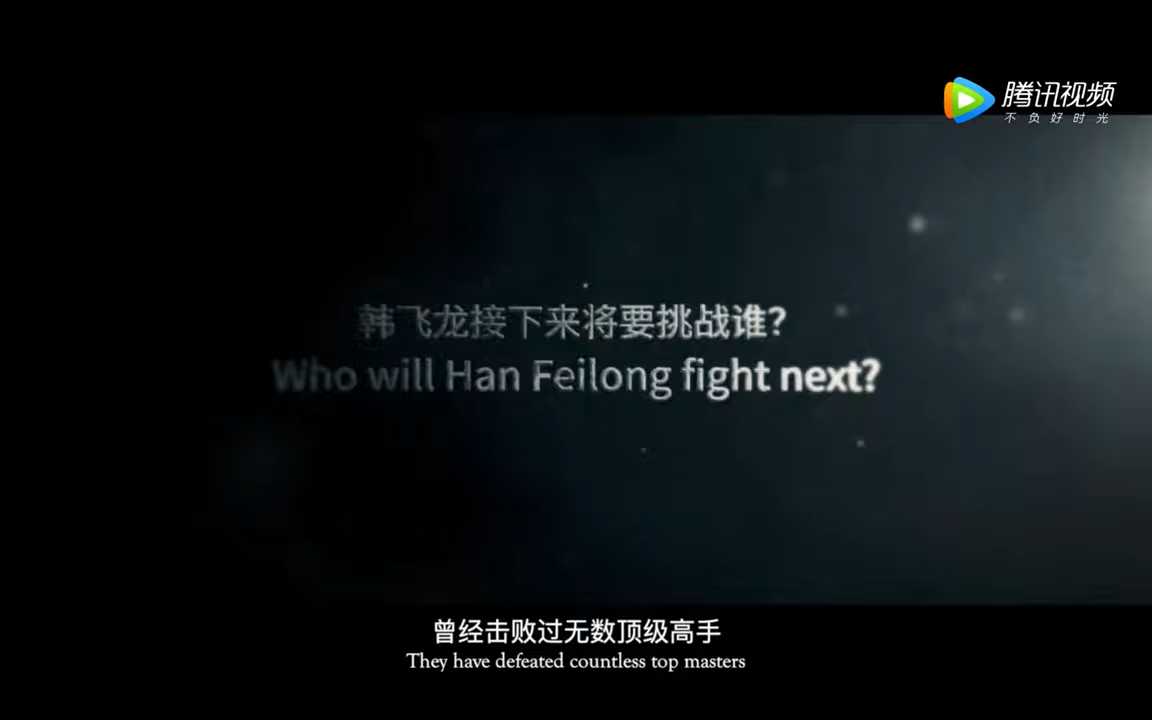 腾讯视频
不负好时光
韩飞龙接下来将要挑战谁？
Who will Han Feilong fight next?
曾经击败过无数顶级高手
They have defeated countless top masters